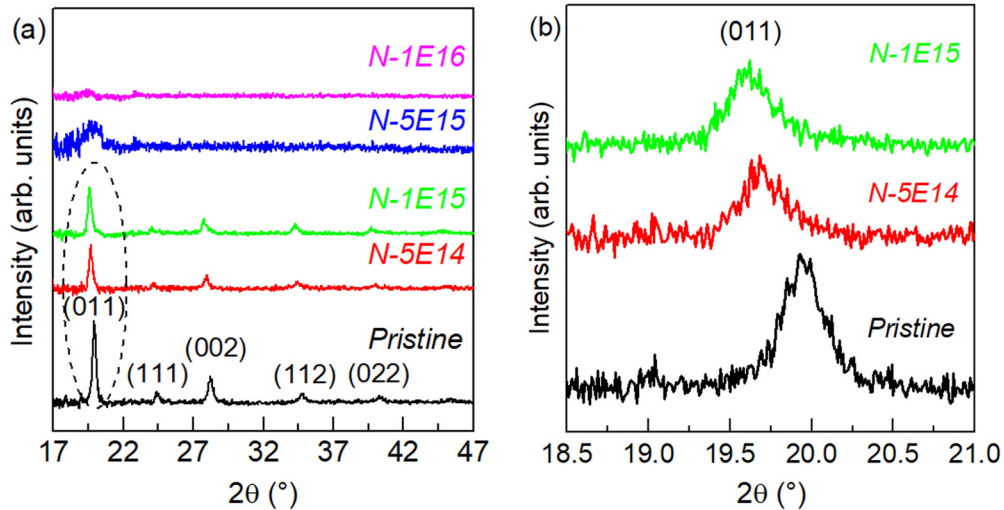 (a)
N-1E16
N-5E15
N-1E15
N-5E14
(011)
Pristine
(111)
(002)
(112)
(022)
17 22 27 32 37 42 47
2θ (°)
Intensity (arb. units)
(b)
(011)
N-1E15
N-5E14
Pristine
18.5 19.0 19.5 20.0 20.5 21.0
2θ (°)
Intensity (arb. units)